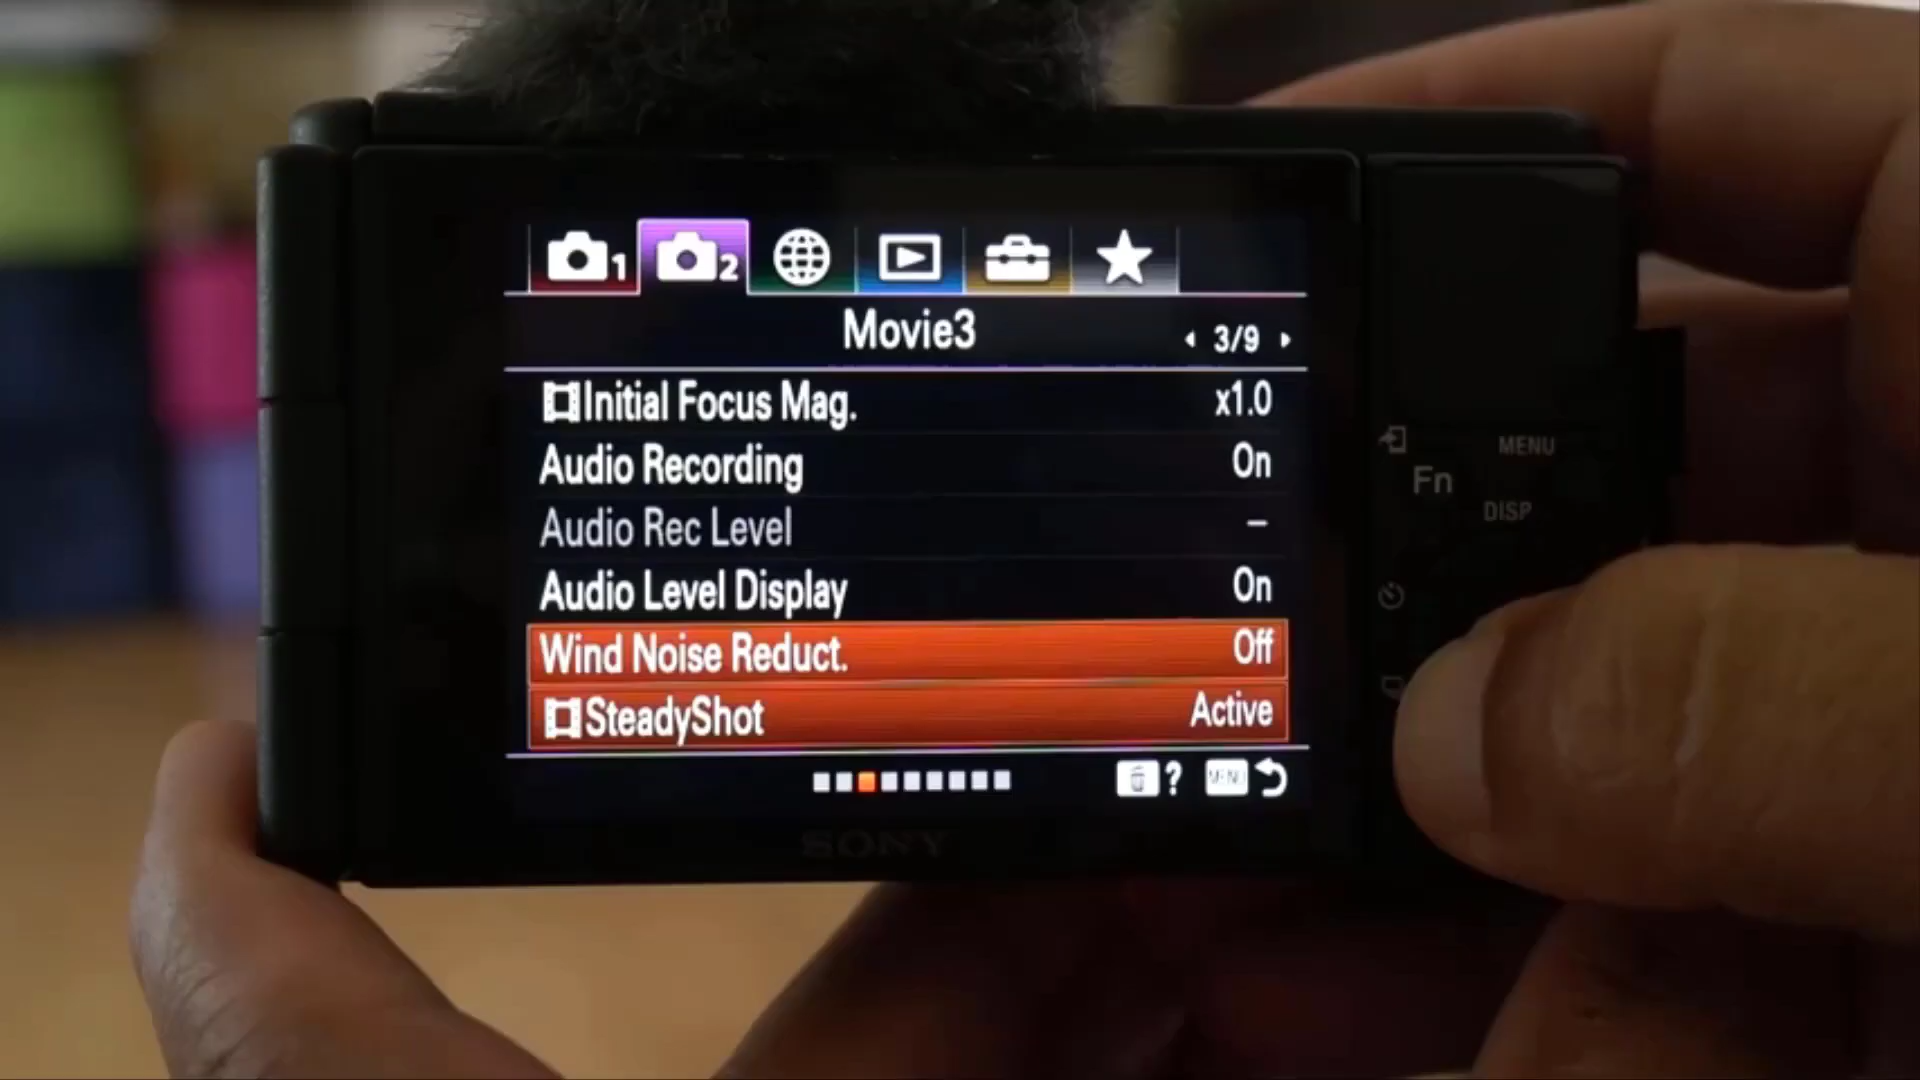 1 2
Movie3 3/9
Initial Focus Mag. x1.0
Audio Recording On
Audio Rec Level –
Audio Level Display On
Wind Noise Reduct. Off
SteadyShot Active
? MENU
SONY
MENU
Fn
DISP